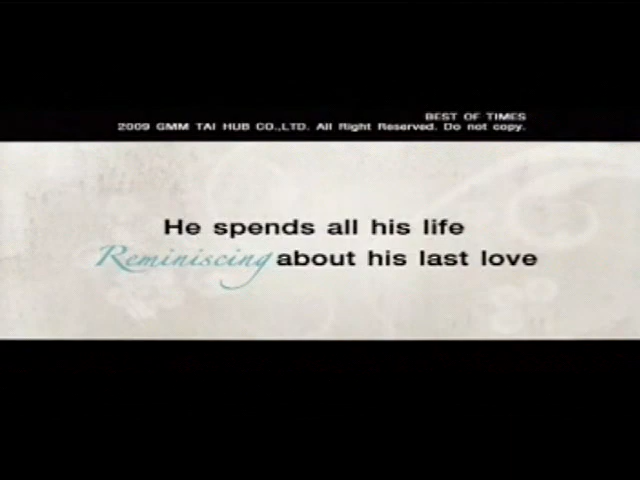 BEST OF TIMES
2009 GMM TAI HUB CO.,LTD. All Right Reserved. Do not copy.
He spends all his life
Reminiscing about his last love